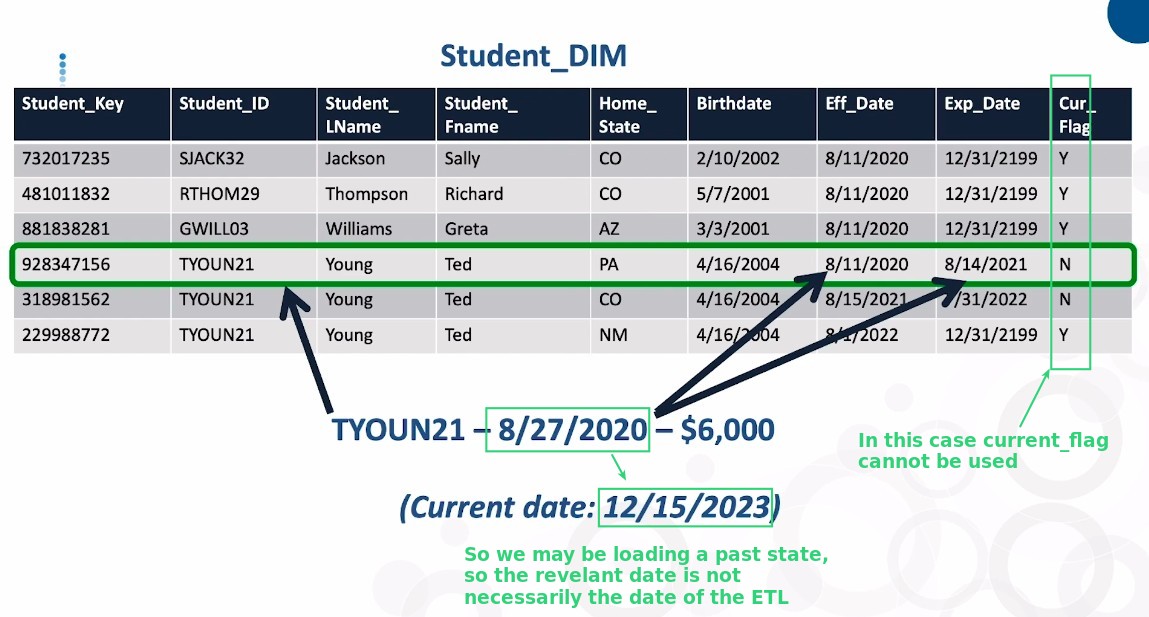 Student_DIM
Student_Key Student_ID Student_ Student_ Home_ Birthdate Eff_Date Exp_Date Cur_
LName Fname State Flag
732017235 SJACK32 Jackson Sally CO 2/10/2002 8/11/2020 12/31/2199 Y
481011832 RTHOM29 Thompson Richard CO 5/7/2001 8/11/2020 12/31/2199 Y
881838281 GWILL03 Williams Greta AZ 3/3/2001 8/11/2020 12/31/2199 Y
928347156 TYOUN21 Young Ted PA 4/16/2004 8/11/2020 8/14/2021 N
318981562 TYOUN21 Young Ted CO 4/16/2004 8/15/2021 /31/2022 N
229988772 TYOUN21 Young Ted NM 4/16/2004 8/1/2022 12/31/2199 Y
TYOUN21 – 8/27/2020 – $6,000
In this case current_flag
cannot be used
(Current date: 12/15/2023)
So we may be loading a past state,
so the revelant date is not
necessarily the date of the ETL